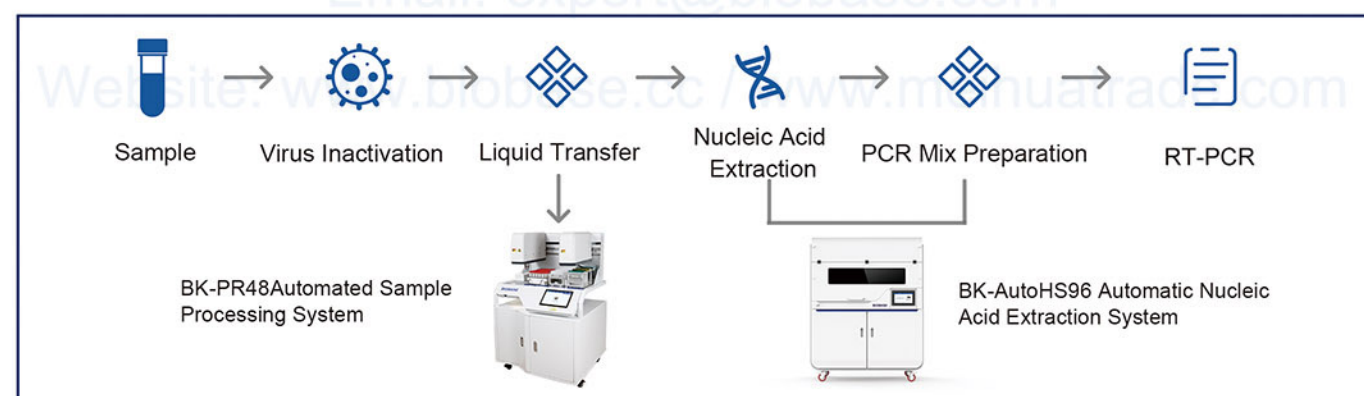 Email: expert@biobase.com
Website: www.biobase.cc / www.meihuatrade.com
Sample
Virus Inactivation
Liquid Transfer
Nucleic Acid
Extraction
PCR Mix Preparation
RT-PCR
BK-PR48Automated Sample
Processing System
BK-AutoHS96 Automatic Nucleic
Acid Extraction System